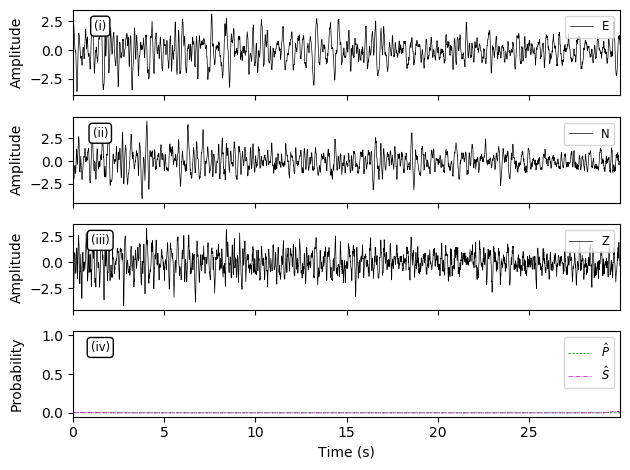 2.5
0.0
−2.5
Amplitude
(i)
E
2.5
0.0
−2.5
Amplitude
(ii)
N
2.5
0.0
−2.5
Amplitude
(iii)
Z
1.0
0.5
0.0
Probability
(iv)
P̂
Ŝ
0 5 10 15 20 25
Time (s)